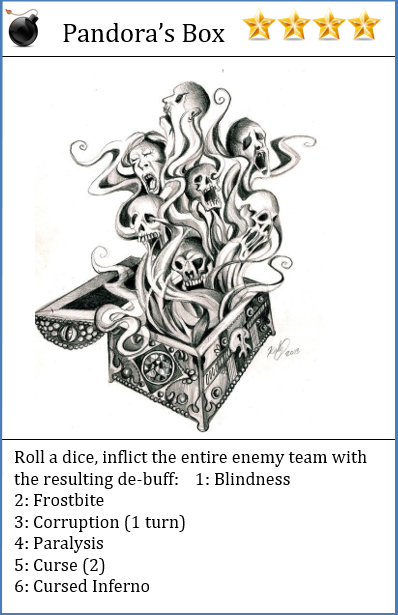 Pandora’s Box
2013
Roll a dice, inflict the entire enemy team with
the resulting de-buff: 1: Blindness
2: Frostbite
3: Corruption (1 turn)
4: Paralysis
5: Curse (2)
6: Cursed Inferno